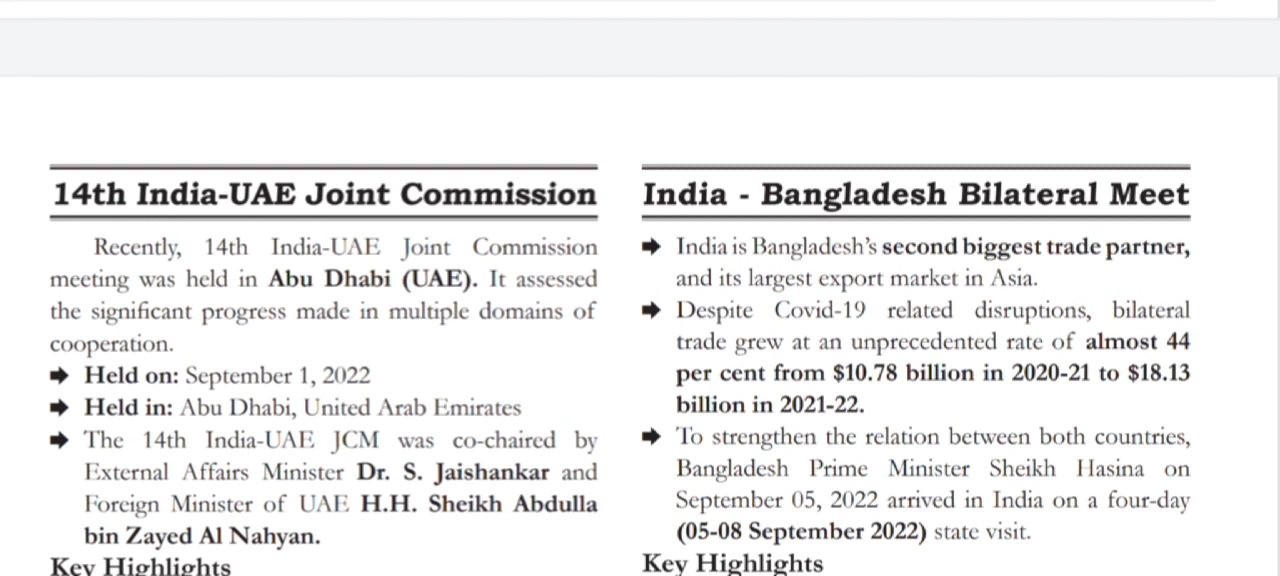 14th India-UAE Joint Commission
Recently, 14th India-UAE Joint Commission
meeting was held in Abu Dhabi (UAE). It assessed
the significant progress made in multiple domains of
cooperation.
➡ Held on: September 1, 2022
➡ Held in: Abu Dhabi, United Arab Emirates
➡ The 14th India-UAE JCM was co-chaired by
External Affairs Minister Dr. S. Jaishankar and
Foreign Minister of UAE H.H. Sheikh Abdulla
bin Zayed Al Nahyan.
Key Highlights
India - Bangladesh Bilateral Meet
➡ India is Bangladesh's second biggest trade partner,
and its largest export market in Asia.
➡ Despite Covid-19 related disruptions, bilateral
trade grew at an unprecedented rate of almost 44
per cent from $10.78 billion in 2020-21 to $18.13
billion in 2021-22.
➡ To strengthen the relation between both countries,
Bangladesh Prime Minister Sheikh Hasina on
September 05, 2022 arrived in India on a four-day
(05-08 September 2022) state visit.
Key Highlights